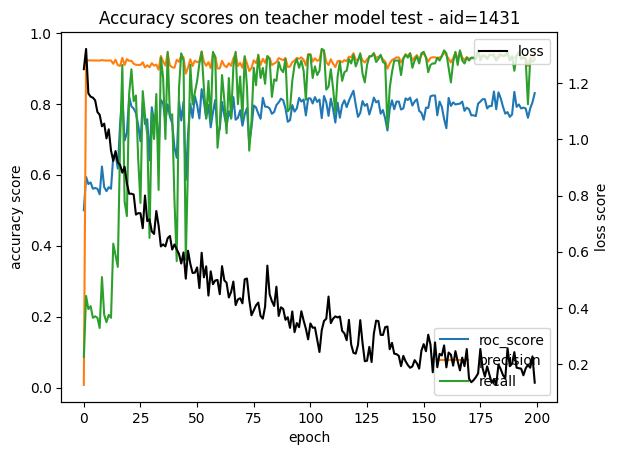 Accuracy scores on teacher model test - aid=1431
loss
1.0
0.8
0.6
0.4
0.2
0.0
accuracy score
1.2
1.0
0.8
0.6
0.4
0.2
loss score
roc_score
precision
recall
0 25 50 75 100 125 150 175 200
epoch